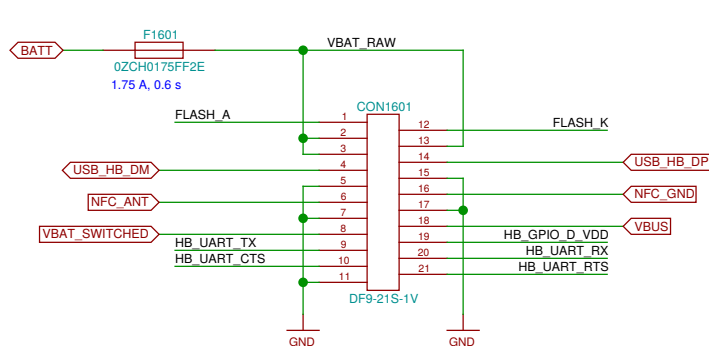 F1601
BATT
VBAT_RAW
0ZCH0175FF2E
1.75 A, 0.6 s
CON1601
FLASH_A
1
12
FLASH_K
2
13
3
14
USB_HB_DP
USB_HB_DM
4
15
5
16
NFC_GND
NFC_ANT
6
17
7
18
VBUS
VBAT_SWITCHED
8
19
HB_GPIO_D_VDD
HB_UART_TX
9
20
HB_UART_RX
HB_UART_CTS
10
21
HB_UART_RTS
11
DF9-21S-1V
GND
GND